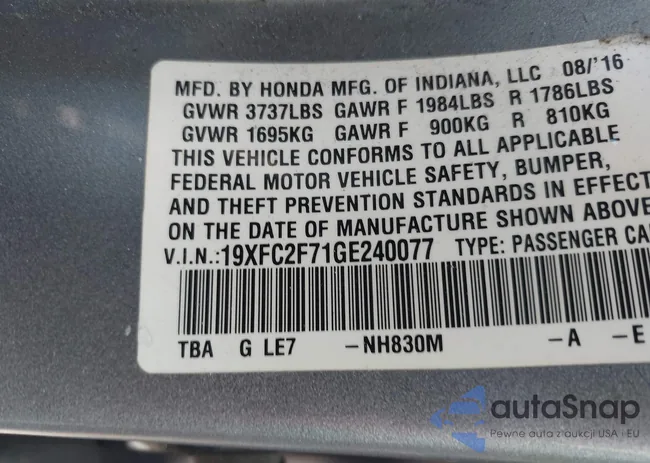 MFD. BY HONDA MFG. OF INDIANA, LLC 08/'16
GVWR 3737LBS GAWR F 1984LBS R 1786LBS
GVWR 1695KG GAWR F 900KG R 810KG
THIS VEHICLE CONFORMS TO ALL APPLICABLE
FEDERAL MOTOR VEHICLE SAFETY, BUMPER,
AND THEFT PREVENTION STANDARDS IN EFFECT
ON THE DATE OF MANUFACTURE SHOWN ABOVE
V.I.N.:19XFC2F71GE240077 TYPE: PASSENGER CA
TBA G LE7 -NH830M -A -E
autaSnap
Pewne auta z aukcji USA i EU